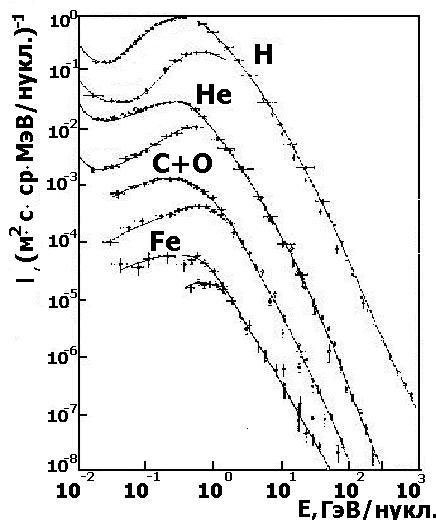 I, (м² с· ср·МэВ/нукл.)⁻¹
10⁰
10⁻¹
10⁻²
10⁻³
10⁻⁴
10⁻⁵
10⁻⁶
10⁻⁷
10⁻⁸
H
He
C+O
Fe
10⁻² 10⁻¹ 10⁰ 10¹ 10² 10³
E, ГэВ/нукл.